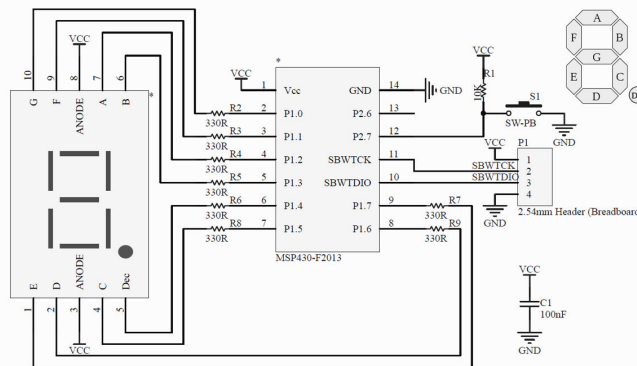 10 9 8 7 6
VCC
G F ANODE A B
*
E D ANODE C Dec
1 2 3 4 5
VCC
R2
330R
R3
330R
R4
330R
R5
330R
R6
330R
R8
330R
VCC
*
1 Vcc GND 14
2 P1.0 P2.6 13
3 P1.1 P2.7 12
4 P1.2 SBWTCK 11
5 P1.3 SBWTDIO 10
6 P1.4 P1.7 9
7 P1.5 P1.6 8
MSP430-F2013
GND
R7
330R
R9
330R
VCC
R1
10K
S1
SW-PB
GND
P1
VCC
SBWTCK
SBWTDIO
1
2
3
4
GND
2.54mm Header (Breadboard
VCC
C1
100nF
GND
A
F B
G
E C
D
D